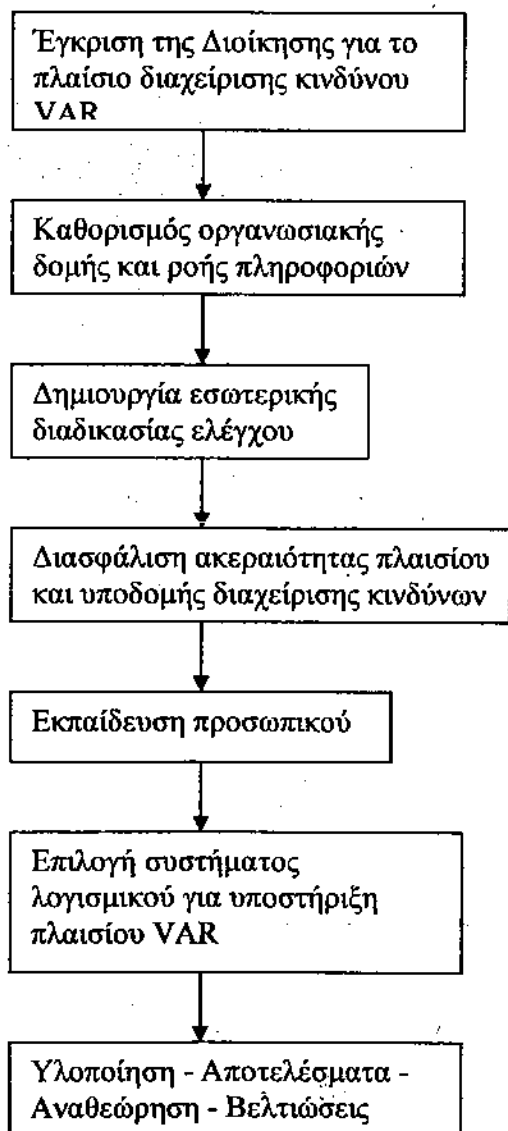 Έγκριση της Διοίκησης για το
πλαίσιο διαχείρισης κινδύνου
VAR
Καθορισμός οργανωσιακής
δομής και ροής πληροφοριών
Δημιουργία εσωτερικής
διαδικασίας ελέγχου
Διασφάλιση ακεραιότητας πλαισίου
και υποδομής διαχείρισης κινδύνων
Εκπαίδευση προσωπικού
Επιλογή συστήματος
λογισμικού για υποστήριξη
πλαισίου VAR
Υλοποίηση - Αποτελέσματα -
Αναθεώρηση - Βελτιώσεις